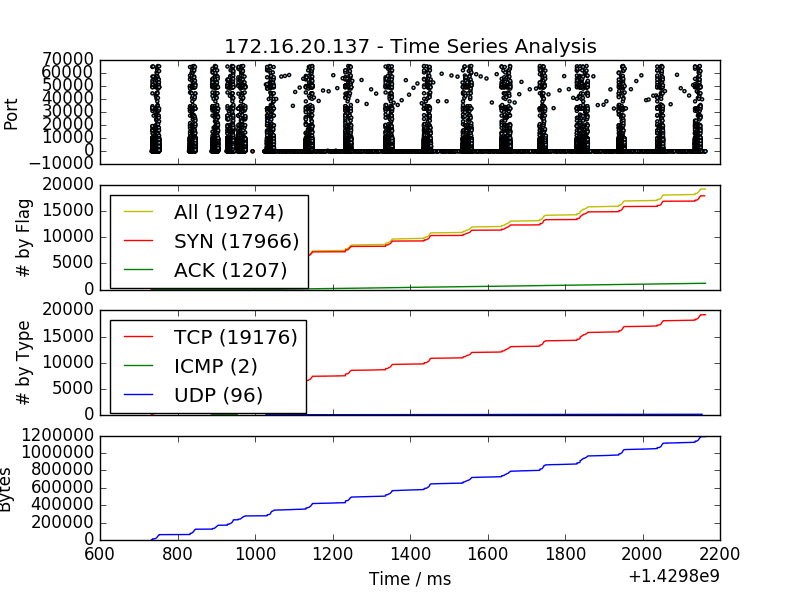 172.16.20.137 - Time Series Analysis
70000
60000
50000
40000
30000
20000
10000
0
−10000
Port
20000
15000
10000
5000
0
# by Flag
All (19274)
SYN (17966)
ACK (1207)
20000
15000
10000
5000
0
# by Type
TCP (19176)
ICMP (2)
UDP (96)
1200000
1000000
800000
600000
400000
200000
0
Bytes
600 800 1000 1200 1400 1600 1800 2000 2200
Time / ms
+1.4298e9